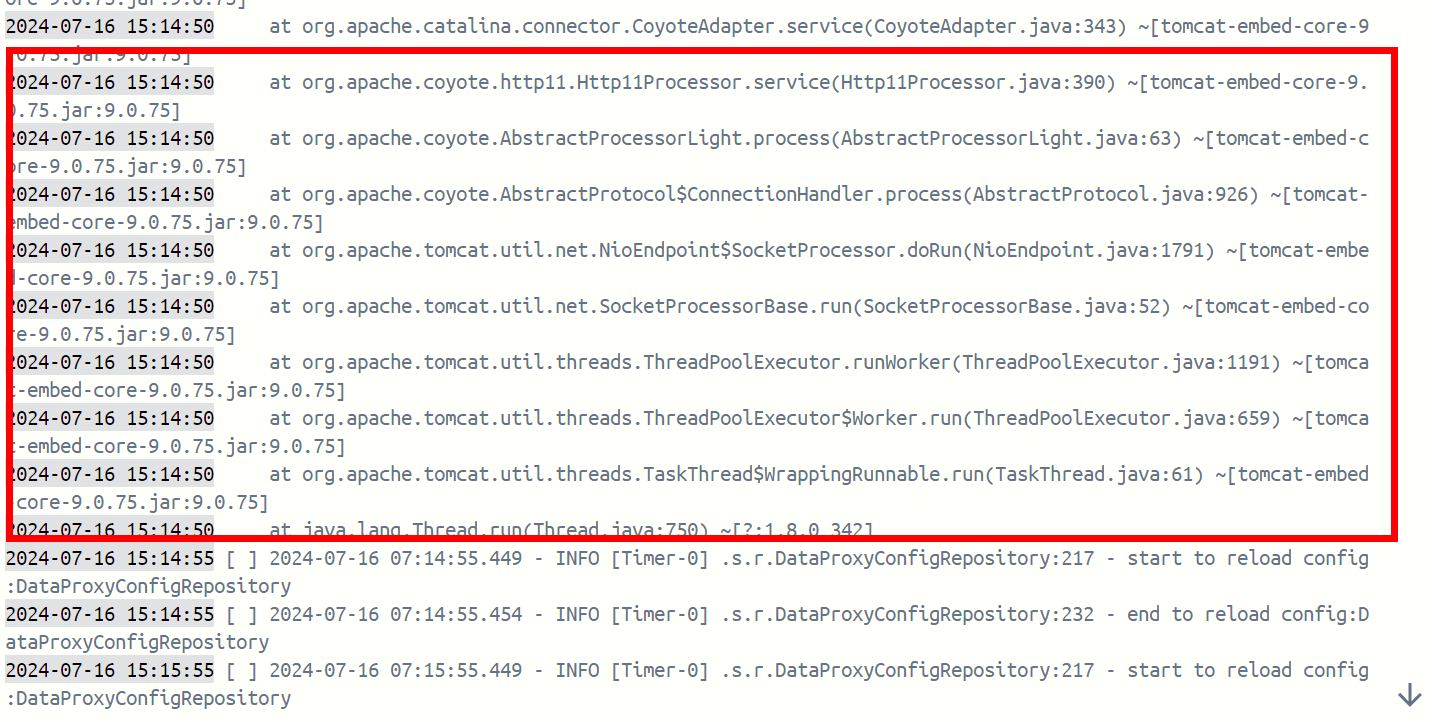 ore-9.0.75.jar:9.0.75]
2024-07-16 15:14:50     at org.apache.catalina.connector.CoyoteAdapter.service(CoyoteAdapter.java:343) ~[tomcat-embed-core-9
.0.75.jar:9.0.75]
2024-07-16 15:14:50     at org.apache.coyote.http11.Http11Processor.service(Http11Processor.java:390) ~[tomcat-embed-core-9.
0.75.jar:9.0.75]
2024-07-16 15:14:50     at org.apache.coyote.AbstractProcessorLight.process(AbstractProcessorLight.java:63) ~[tomcat-embed-c
ore-9.0.75.jar:9.0.75]
2024-07-16 15:14:50     at org.apache.coyote.AbstractProtocol$ConnectionHandler.process(AbstractProtocol.java:926) ~[tomcat-
embed-core-9.0.75.jar:9.0.75]
2024-07-16 15:14:50     at org.apache.tomcat.util.net.NioEndpoint$SocketProcessor.doRun(NioEndpoint.java:1791) ~[tomcat-embe
d-core-9.0.75.jar:9.0.75]
2024-07-16 15:14:50     at org.apache.tomcat.util.net.SocketProcessorBase.run(SocketProcessorBase.java:52) ~[tomcat-embed-co
re-9.0.75.jar:9.0.75]
2024-07-16 15:14:50     at org.apache.tomcat.util.threads.ThreadPoolExecutor.runWorker(ThreadPoolExecutor.java:1191) ~[tomca
t-embed-core-9.0.75.jar:9.0.75]
2024-07-16 15:14:50     at org.apache.tomcat.util.threads.ThreadPoolExecutor$Worker.run(ThreadPoolExecutor.java:659) ~[tomca
t-embed-core-9.0.75.jar:9.0.75]
2024-07-16 15:14:50     at org.apache.tomcat.util.threads.TaskThread$WrappingRunnable.run(TaskThread.java:61) ~[tomcat-embed
-core-9.0.75.jar:9.0.75]
2024-07-16 15:14:50     at java.lang.Thread.run(Thread.java:750) ~[?:1.8.0_342]
2024-07-16 15:14:55 [ ] 2024-07-16 07:14:55.449 - INFO [Timer-0] .s.r.DataProxyConfigRepository:217 - start to reload config
:DataProxyConfigRepository
2024-07-16 15:14:55 [ ] 2024-07-16 07:14:55.454 - INFO [Timer-0] .s.r.DataProxyConfigRepository:232 - end to reload config:D
ataProxyConfigRepository
2024-07-16 15:15:55 [ ] 2024-07-16 07:15:55.449 - INFO [Timer-0] .s.r.DataProxyConfigRepository:217 - start to reload config
:DataProxyConfigRepository